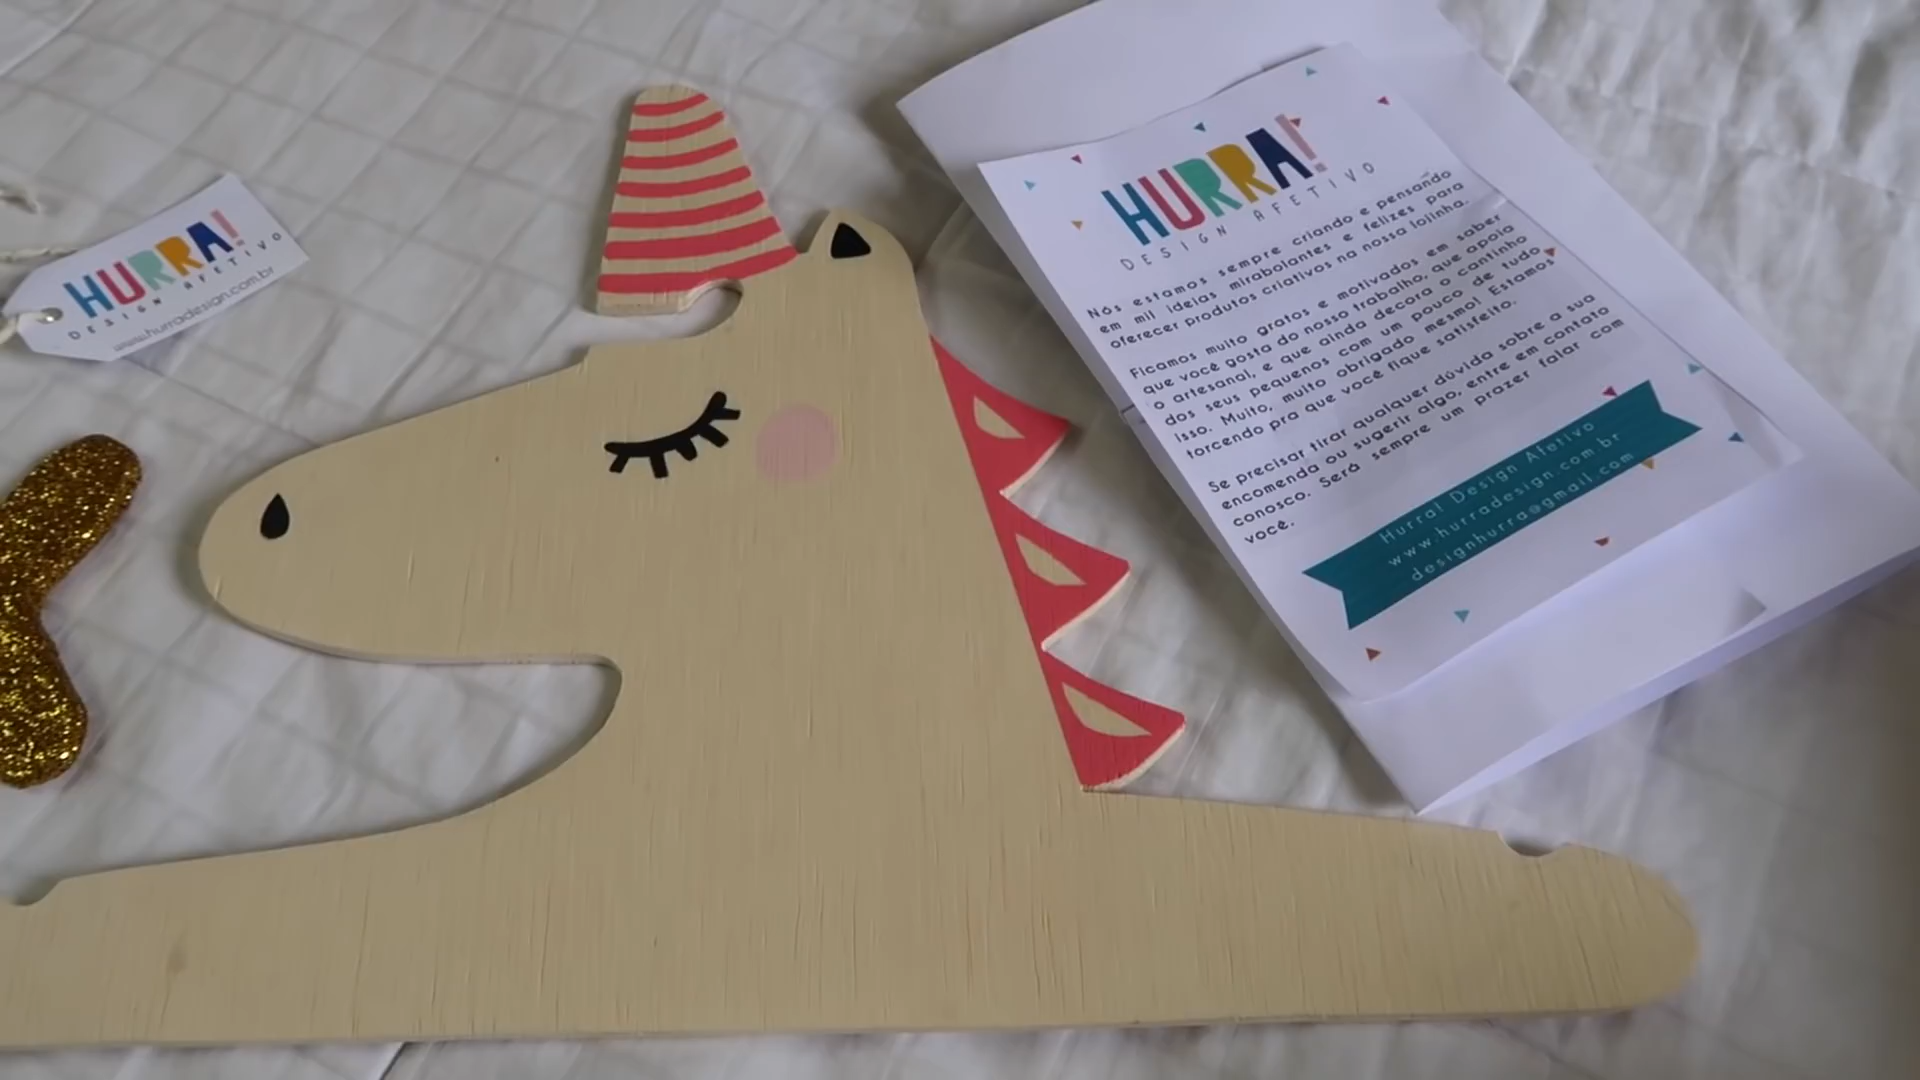 HURRA!
DESIGN AFETIVO
www.hurradesign.com.br
HURRA!
DESIGN AFETIVO
Nós estamos sempre criando e pensando
em mil ideias mirabolantes e felizes para
oferecer produtos criativos na nossa lojinha.
Ficamos muito gratos e motivados em saber
que você gosta do nosso trabalho, que apoia
o artesanal, e que ainda decora o cantinho
dos seus pequenos com um pouco de tudo
isso. Muito, muito obrigado mesmo! Estamos
torcendo pra que você fique satisfeito.
Se precisar tirar qualquer dúvida sobre a sua
encomenda ou sugerir algo, entre em contato
conosco. Será sempre um prazer falar com
você.
Hurra! Design Afetivo
www.hurradesign.com.br
designhurra@gmail.com